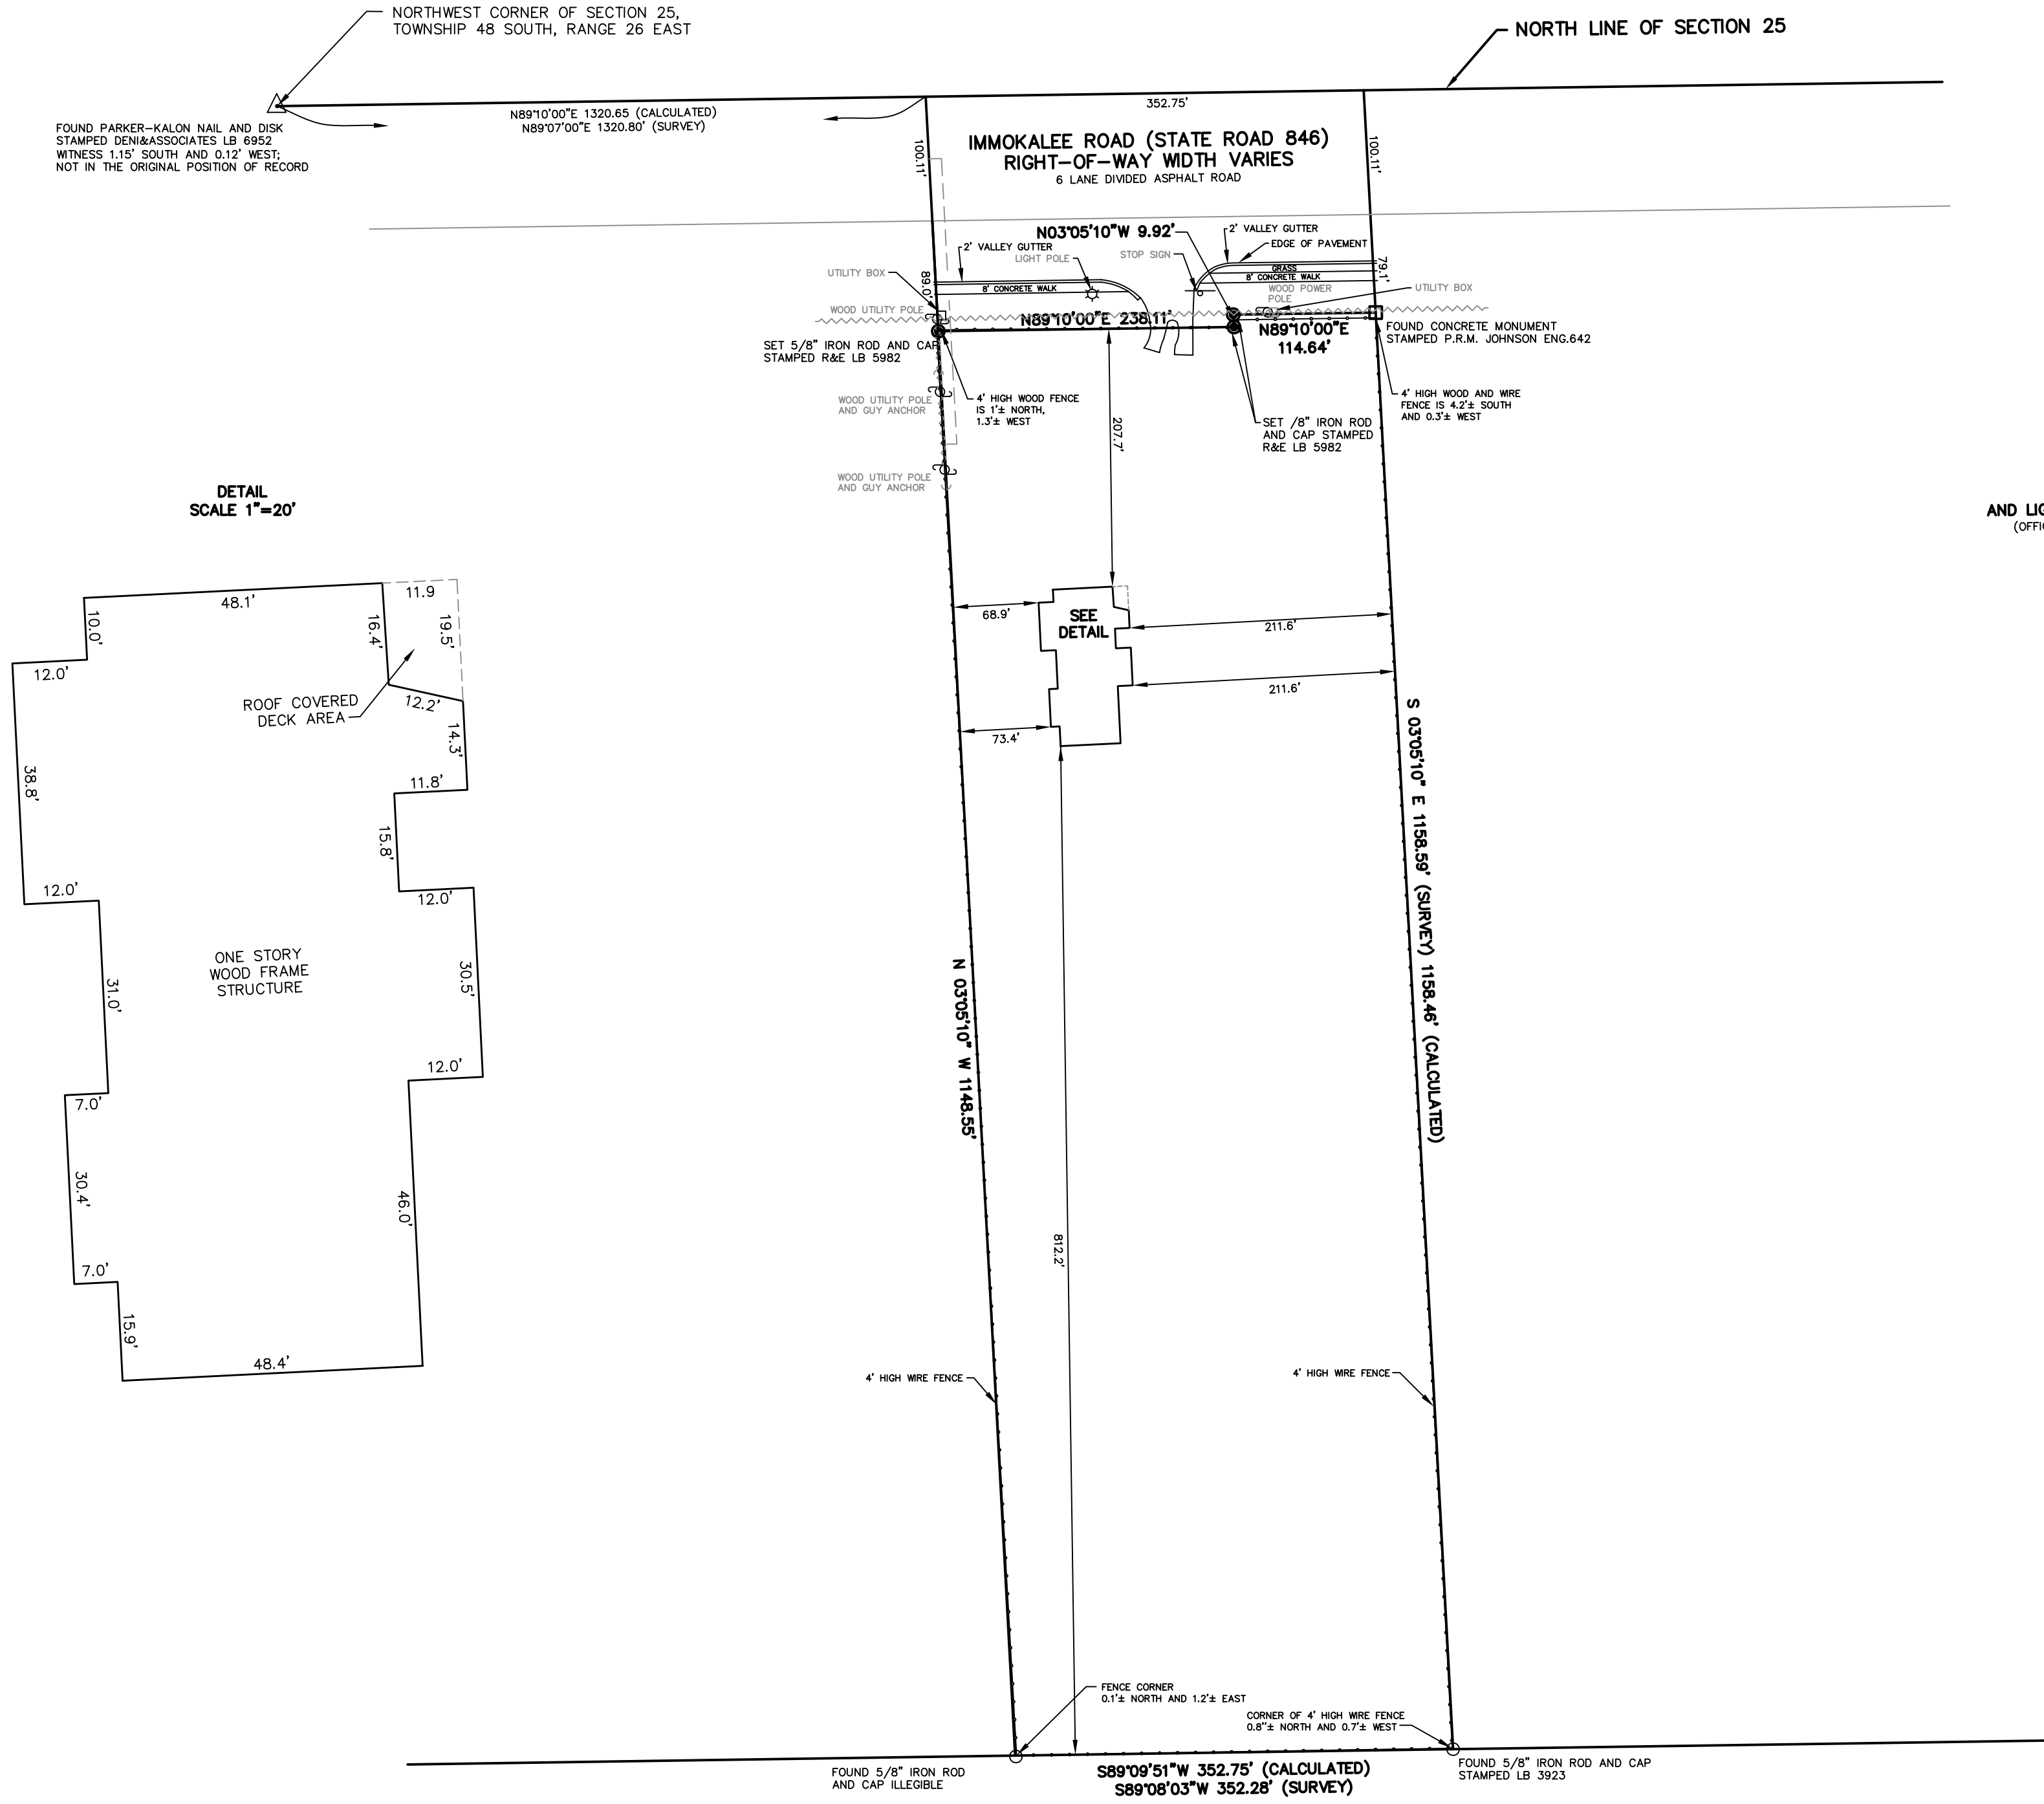 NORTHWEST CORNER OF SECTION 25,
TOWNSHIP 48 SOUTH, RANGE 26 EAST
NORTH LINE OF SECTION 25
FOUND PARKER-KALON NAIL AND DISK
STAMPED DENI&ASSOCIATES LB 6952
WITNESS 1.15' SOUTH AND 0.12' WEST;
NOT IN THE ORIGINAL POSITION OF RECORD
N89°10'00"E 1320.65 (CALCULATED)
N89°07'00"E 1320.80' (SURVEY)
352.75'
100.11'
100.11'
IMMOKALEE ROAD (STATE ROAD 846)
RIGHT-OF-WAY WIDTH VARIES
6 LANE DIVIDED ASPHALT ROAD
N03°05'10"W 9.92'
2' VALLEY GUTTER
2' VALLEY GUTTER
EDGE OF PAVEMENT
LIGHT POLE
STOP SIGN
GRASS
8' CONCRETE WALK
79.1'
UTILITY BOX
89.0'
8' CONCRETE WALK
WOOD POWER
POLE
UTILITY BOX
WOOD UTILITY POLE
N89°10'00"E 238.11'
N89°10'00"E
114.64'
FOUND CONCRETE MONUMENT
STAMPED P.R.M. JOHNSON ENG.642
SET 5/8" IRON ROD AND CAP
STAMPED R&E LB 5982
WOOD UTILITY POLE
AND GUY ANCHOR
4' HIGH WOOD FENCE
IS 1'± NORTH,
1.3'± WEST
4' HIGH WOOD AND WIRE
FENCE IS 4.2'± SOUTH
AND 0.3'± WEST
207.7'
SET /8" IRON ROD
AND CAP STAMPED
R&E LB 5982
WOOD UTILITY POLE
AND GUY ANCHOR
DETAIL
SCALE 1"=20'
AND LIG
(OFFI
48.1'
11.9
10.0'
16.4'
19.5'
12.0'
ROOF COVERED
DECK AREA
12.2'
14.3'
38.8'
11.8'
15.8'
12.0'
12.0'
ONE STORY
WOOD FRAME
STRUCTURE
31.0'
30.5'
12.0'
7.0'
30.4'
46.0'
7.0'
15.9'
48.4'
68.9'
SEE
DETAIL
211.6'
211.6'
73.4'
S 03°05'10" E 1158.59' (SURVEY) 1158.46' (CALCULATED)
N 03°05'10" W 1148.55'
812.2'
4' HIGH WIRE FENCE
4' HIGH WIRE FENCE
FENCE CORNER
0.1'± NORTH AND 1.2'± EAST
CORNER OF 4' HIGH WIRE FENCE
0.8"± NORTH AND 0.7'± WEST
FOUND 5/8" IRON ROD
AND CAP ILLEGIBLE
S89°09'51"W 352.75' (CALCULATED)
S89°08'03"W 352.28' (SURVEY)
FOUND 5/8" IRON ROD AND CAP
STAMPED LB 3923